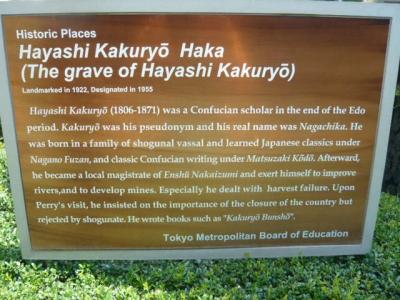 Historic Places
Hayashi Kakuryō Haka
(The grave of Hayashi Kakuryō)
Landmarked in 1922, Designated in 1955
Hayashi Kakuryō (1806-1871) was a Confucian scholar in the end of the Edo
period. Kakuryō was his pseudonym and his real name was Nagachika. He
was born in a family of shogunal vassal and learned Japanese classics under
Nagano Fuzan, and classic Confucian writing under Matsuzaki Kōdō. Afterward,
he became a local magistrate of Enshū Nakaizumi and exert himself to improve
rivers,and to develop mines. Especially he dealt with harvest failure. Upon
Perry's visit, he insisted on the importance of the closure of the country but
rejected by shogunate. He wrote books such as "Kakuryō Bunshō".
Tokyo Metropolitan Board of Education